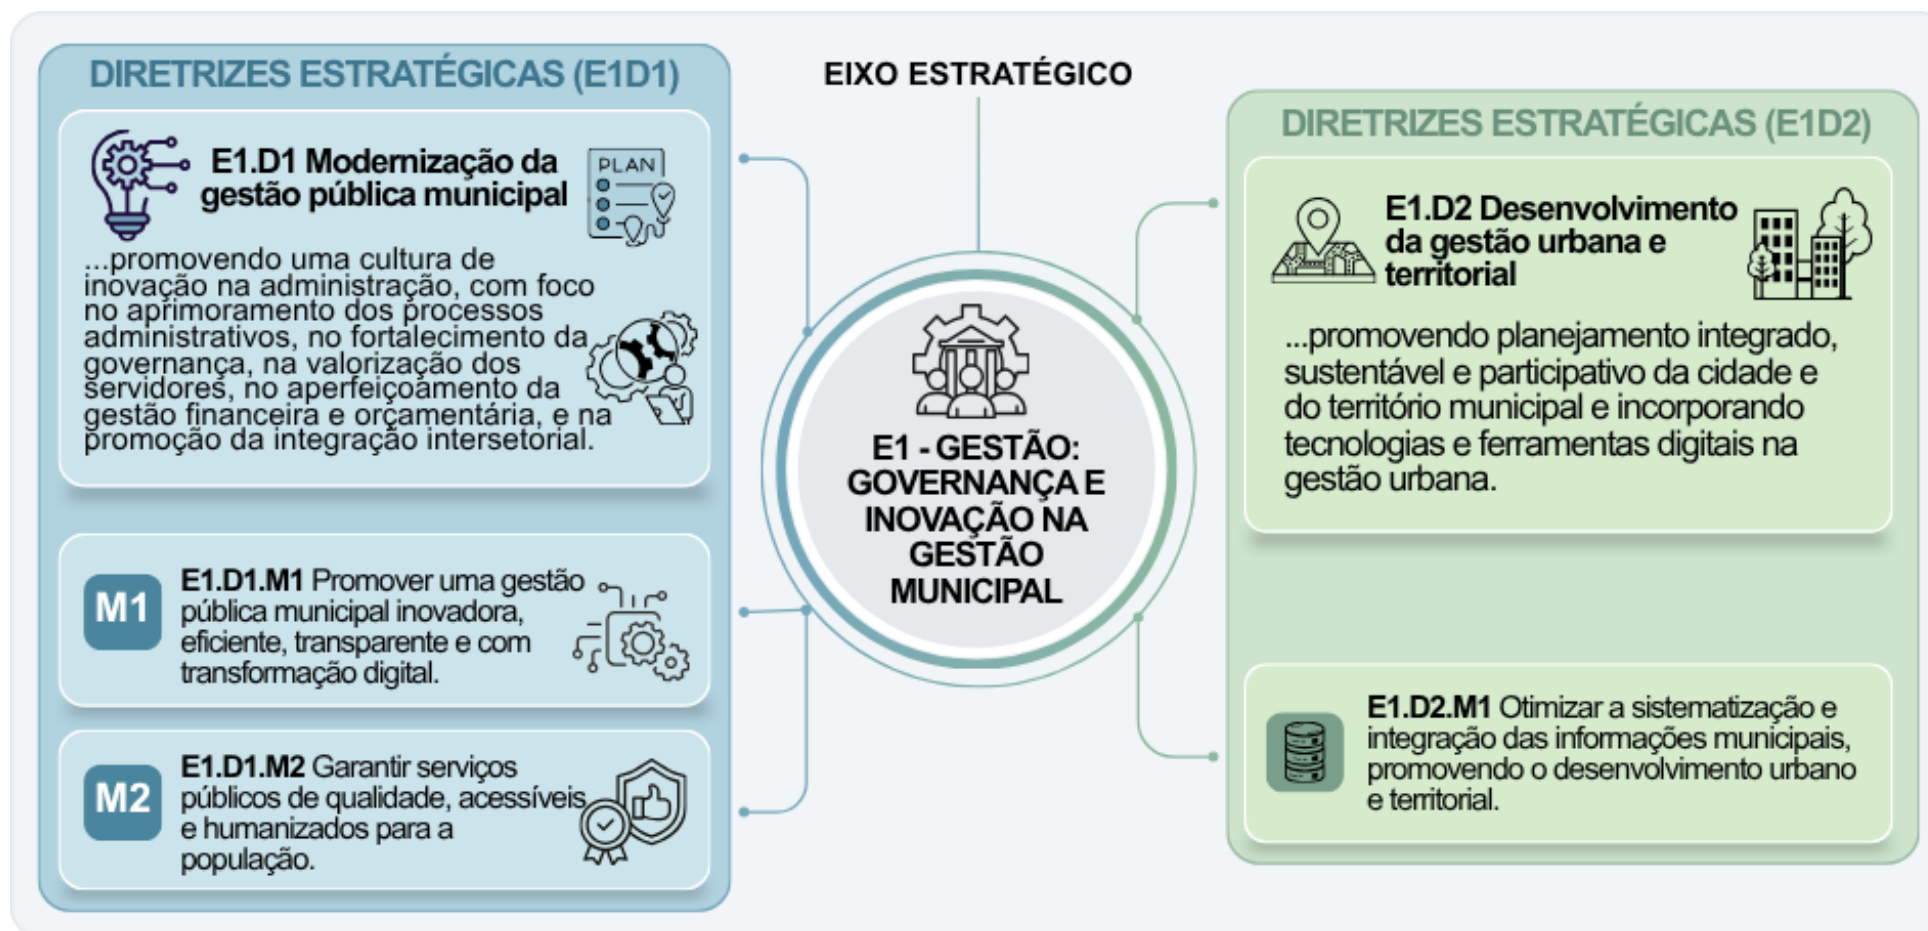 DIRETRIZES ESTRATÉGICAS (E1D1)
E1.D1 Modernização da
gestão pública municipal
PLAN
...promovendo uma cultura de
inovação na administração, com foco
no aprimoramento dos processos
administrativos, no fortalecimento da
governança, na valorização dos
servidores, no aperfeiçoamento da
gestão financeira e orçamentária, e na
promoção da integração intersetorial.
M1
E1.D1.M1 Promover uma gestão
pública municipal inovadora,
eficiente, transparente e com
transformação digital.
M2
E1.D1.M2 Garantir serviços
públicos de qualidade, acessíveis
e humanizados para a
população.
EIXO ESTRATÉGICO
E1 - GESTÃO:
GOVERNANÇA E
INOVAÇÃO NA
GESTÃO
MUNICIPAL
DIRETRIZES ESTRATÉGICAS (E1D2)
E1.D2 Desenvolvimento
da gestão urbana e
territorial
...promovendo planejamento integrado,
sustentável e participativo da cidade e
do território municipal e incorporando
tecnologias e ferramentas digitais na
gestão urbana.
E1.D2.M1 Otimizar a sistematização e
integração das informações municipais,
promovendo o desenvolvimento urbano
e territorial.